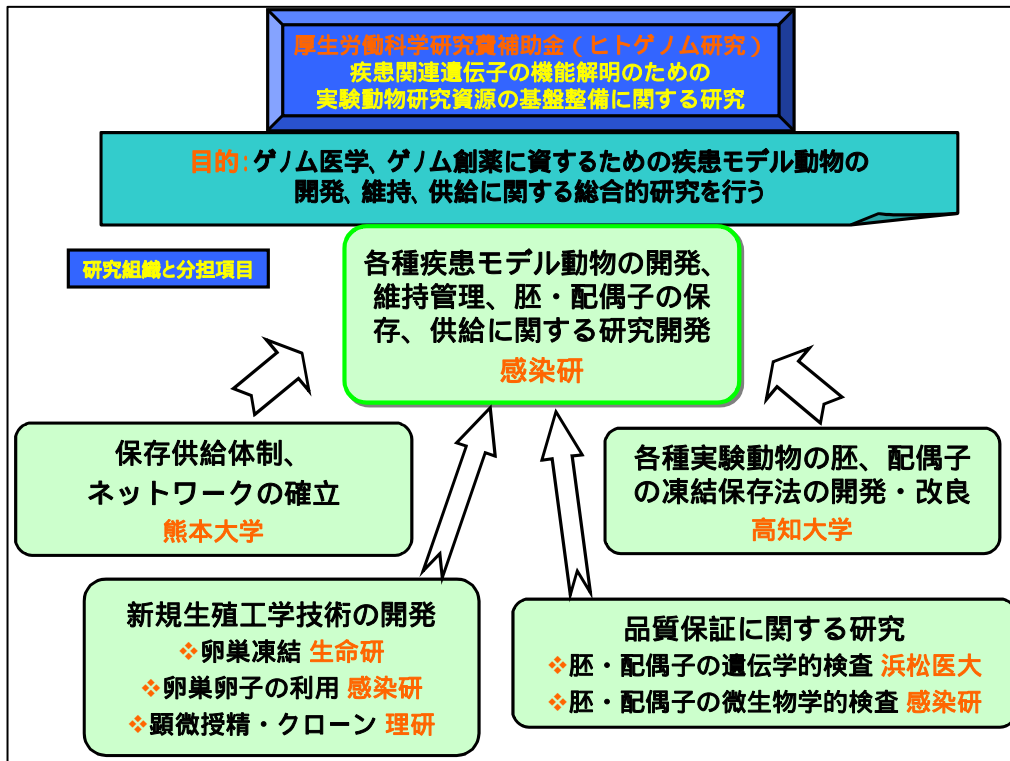 厚生労働科学研究費補助金（ヒトゲノム研究）
疾患関連遺伝子の機能解明のための
実験動物研究資源の基盤整備に関する研究
目的：ゲノム医学、ゲノム創薬に資するための疾患モデル動物の
開発、維持、供給に関する総合的研究を行う
研究組織と分担項目
各種疾患モデル動物の開発、
維持管理、胚・配偶子の保
存、供給に関する研究開発
感染研
保存供給体制、
ネットワークの確立
熊本大学
各種実験動物の胚、配偶子
の凍結保存法の開発・改良
高知大学
新規生殖工学技術の開発
❖卵巣凍結 生命研
❖卵巣卵子の利用 感染研
❖顕微授精・クローン 理研
品質保証に関する研究
❖胚・配偶子の遺伝学的検査 浜松医大
❖胚・配偶子の微生物学的検査 感染研